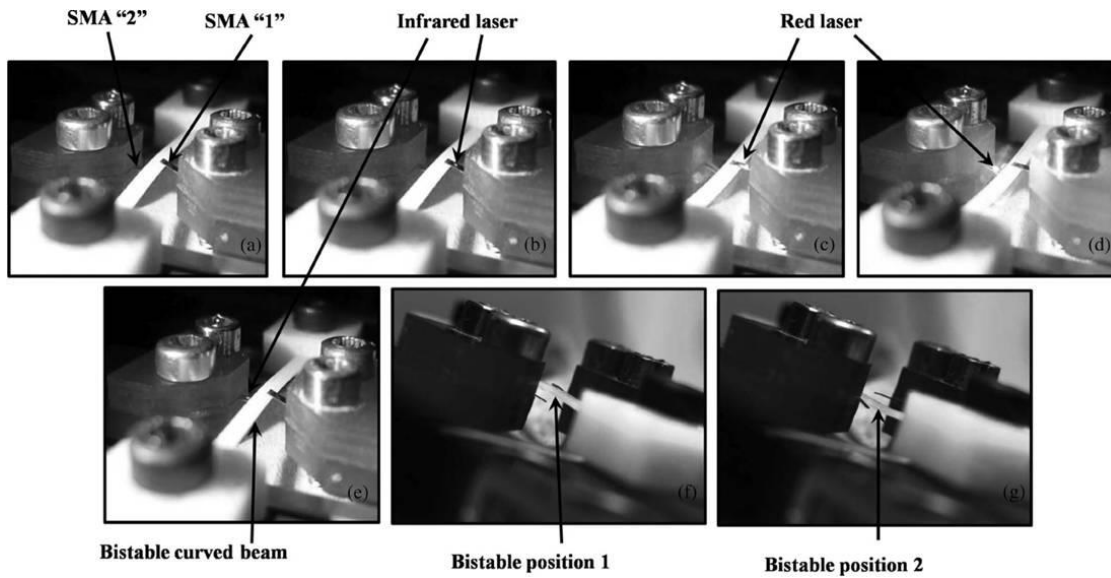 SMA “2”
SMA “1”
Infrared laser
Red laser
(a)
(b)
(c)
(d)
(e)
(f)
(g)
Bistable curved beam
Bistable position 1
Bistable position 2